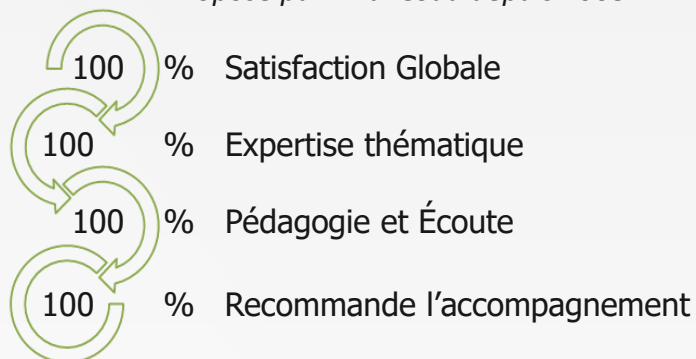 100 % Satisfaction Globale
100 % Expertise thématique
100 % Pédagogie et Écoute
100 % Recommande l’accompagnement